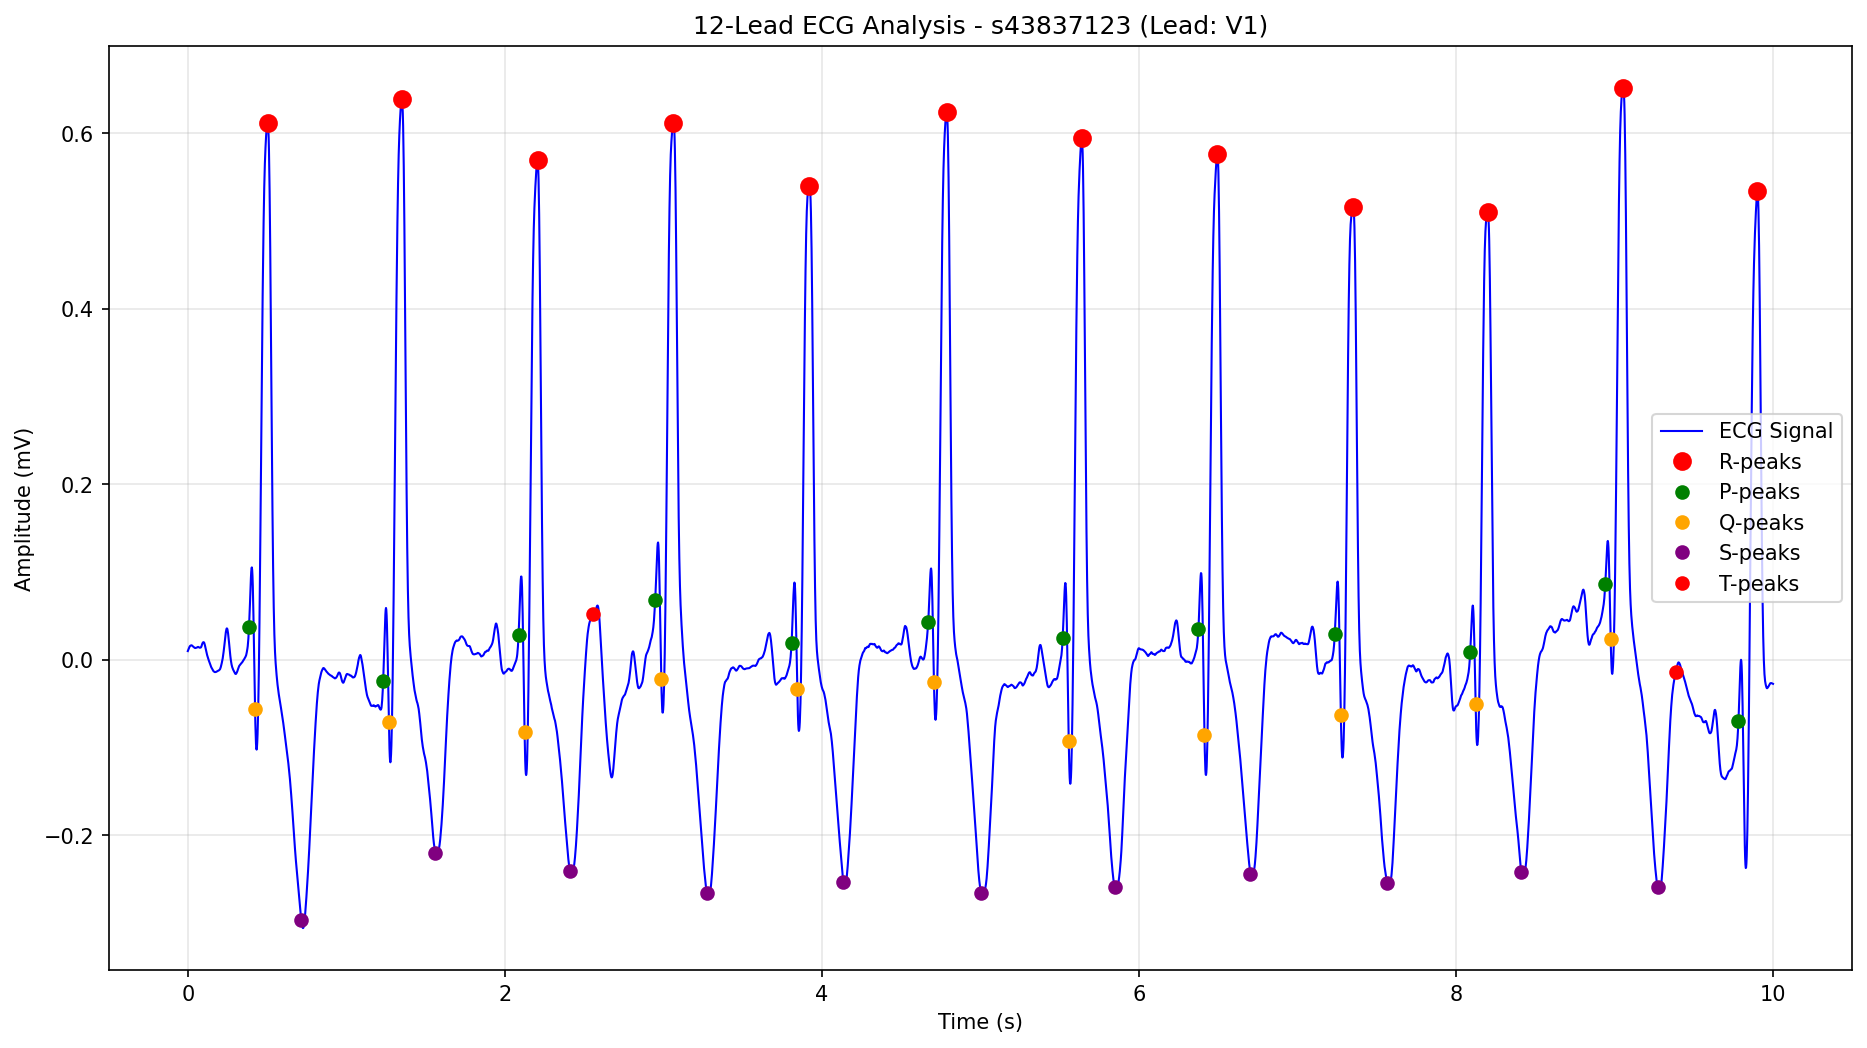 12-Lead ECG Analysis - s43837123 (Lead: V1)
Amplitude (mV)
0.6
0.4
0.2
0.0
−0.2
ECG Signal
R-peaks
P-peaks
Q-peaks
S-peaks
T-peaks
0 2 4 6 8 10
Time (s)